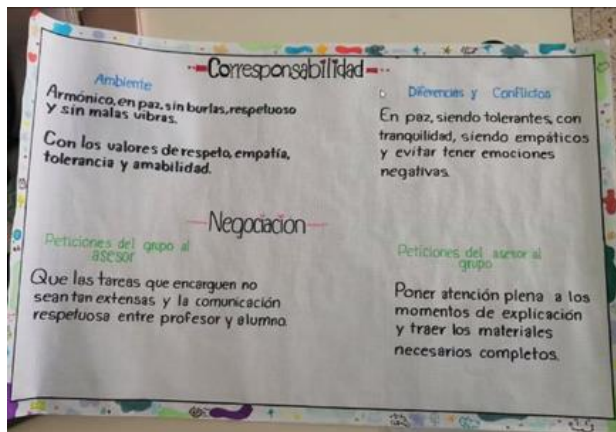 Corresponsabilidad
Ambiente
Armónico, en paz, sin burlas, respetuoso
y sin malas vibras.
Con los valores de respeto, empatía,
tolerancia y amabilidad.
Diferencias y Conflictos
En paz, siendo tolerantes, con
tranquilidad, siendo empáticos
y evitar tener emociones
negativas.
Negociación
Peticiones del grupo al
asesor
Que las tareas que encarguen no
sean tan extensas y la comunicación
respetuosa entre profesor y alumno.
Peticiones del asesor al
grupo
Poner atención plena a los
momentos de explicación
y traer los materiales
necesarios completos.